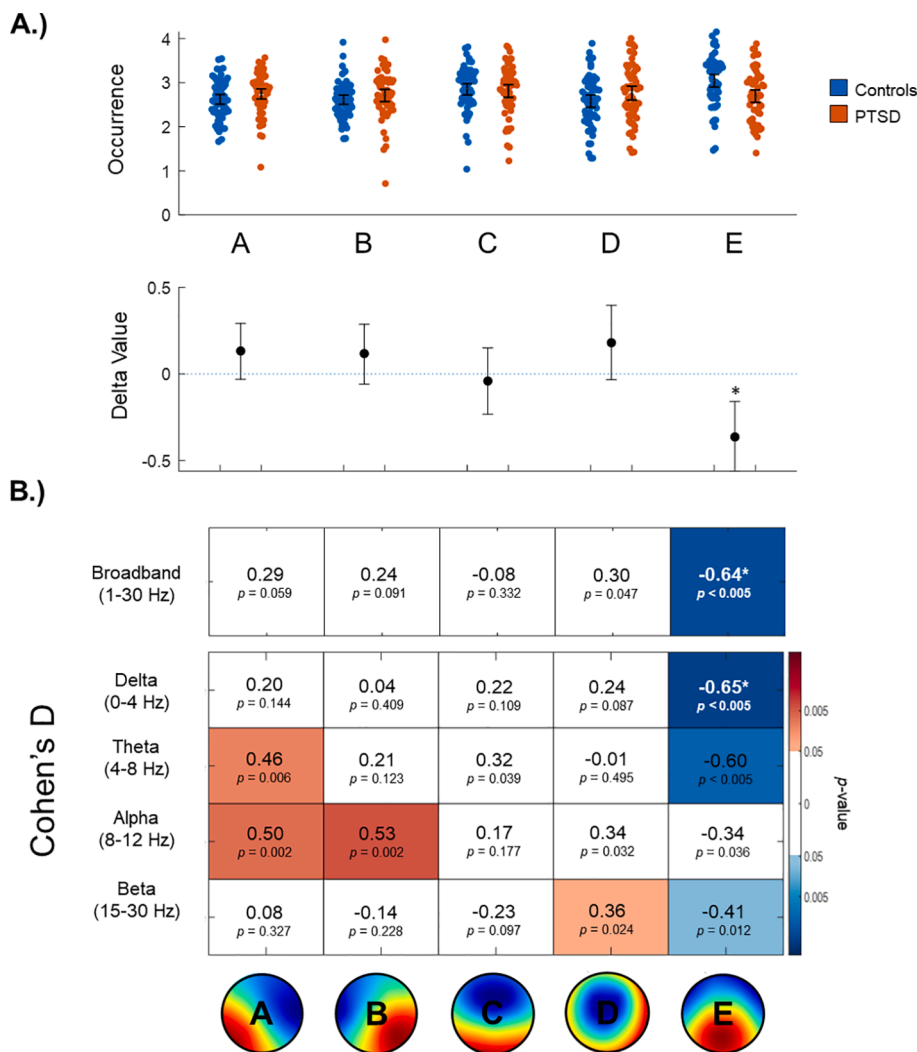 A.)
Occurrence
4
3
2
1
0
Controls
PTSD
A B C D E
Delta Value
0.5
0
-0.5
*
B.)
Cohen's D
Broadband
(1-30 Hz)
0.29 0.24 -0.08 0.30 -0.64*
p = 0.059 p = 0.091 p = 0.332 p = 0.047 p < 0.005
Delta
(0-4 Hz)
0.20 0.04 0.22 0.24 -0.65*
p = 0.144 p = 0.409 p = 0.109 p = 0.087 p < 0.005
Theta
(4-8 Hz)
0.46 0.21 0.32 -0.01 -0.60
p = 0.006 p = 0.123 p = 0.039 p = 0.495 p < 0.005
Alpha
(8-12 Hz)
0.50 0.53 0.17 0.34 -0.34
p = 0.002 p = 0.002 p = 0.177 p = 0.032 p = 0.036
Beta
(15-30 Hz)
0.08 -0.14 -0.23 0.36 -0.41
p = 0.327 p = 0.228 p = 0.097 p = 0.024 p = 0.012
0.005
0.05
0
0.05
0.005
p-value
A B C D E